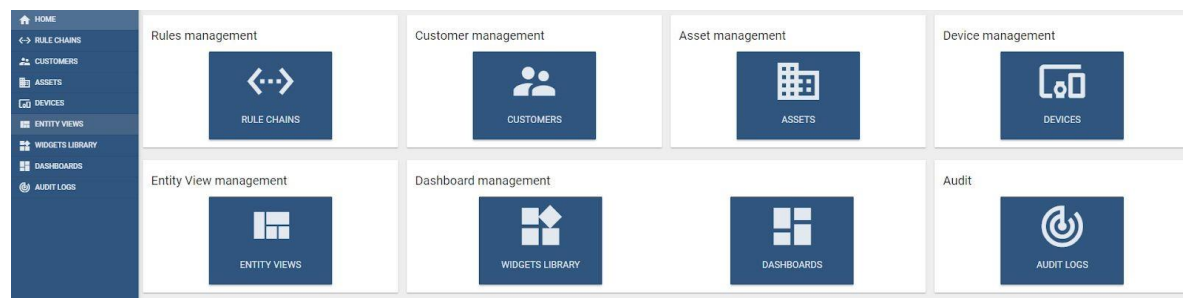 HOME
RULE CHAINS
CUSTOMERS
ASSETS
DEVICES
ENTITY VIEWS
WIDGETS LIBRARY
DASHBOARDS
AUDIT LOGS
Rules management
RULE CHAINS
Customer management
CUSTOMERS
Asset management
ASSETS
Device management
DEVICES
Entity View management
ENTITY VIEWS
Dashboard management
WIDGETS LIBRARY
DASHBOARDS
Audit
AUDIT LOGS